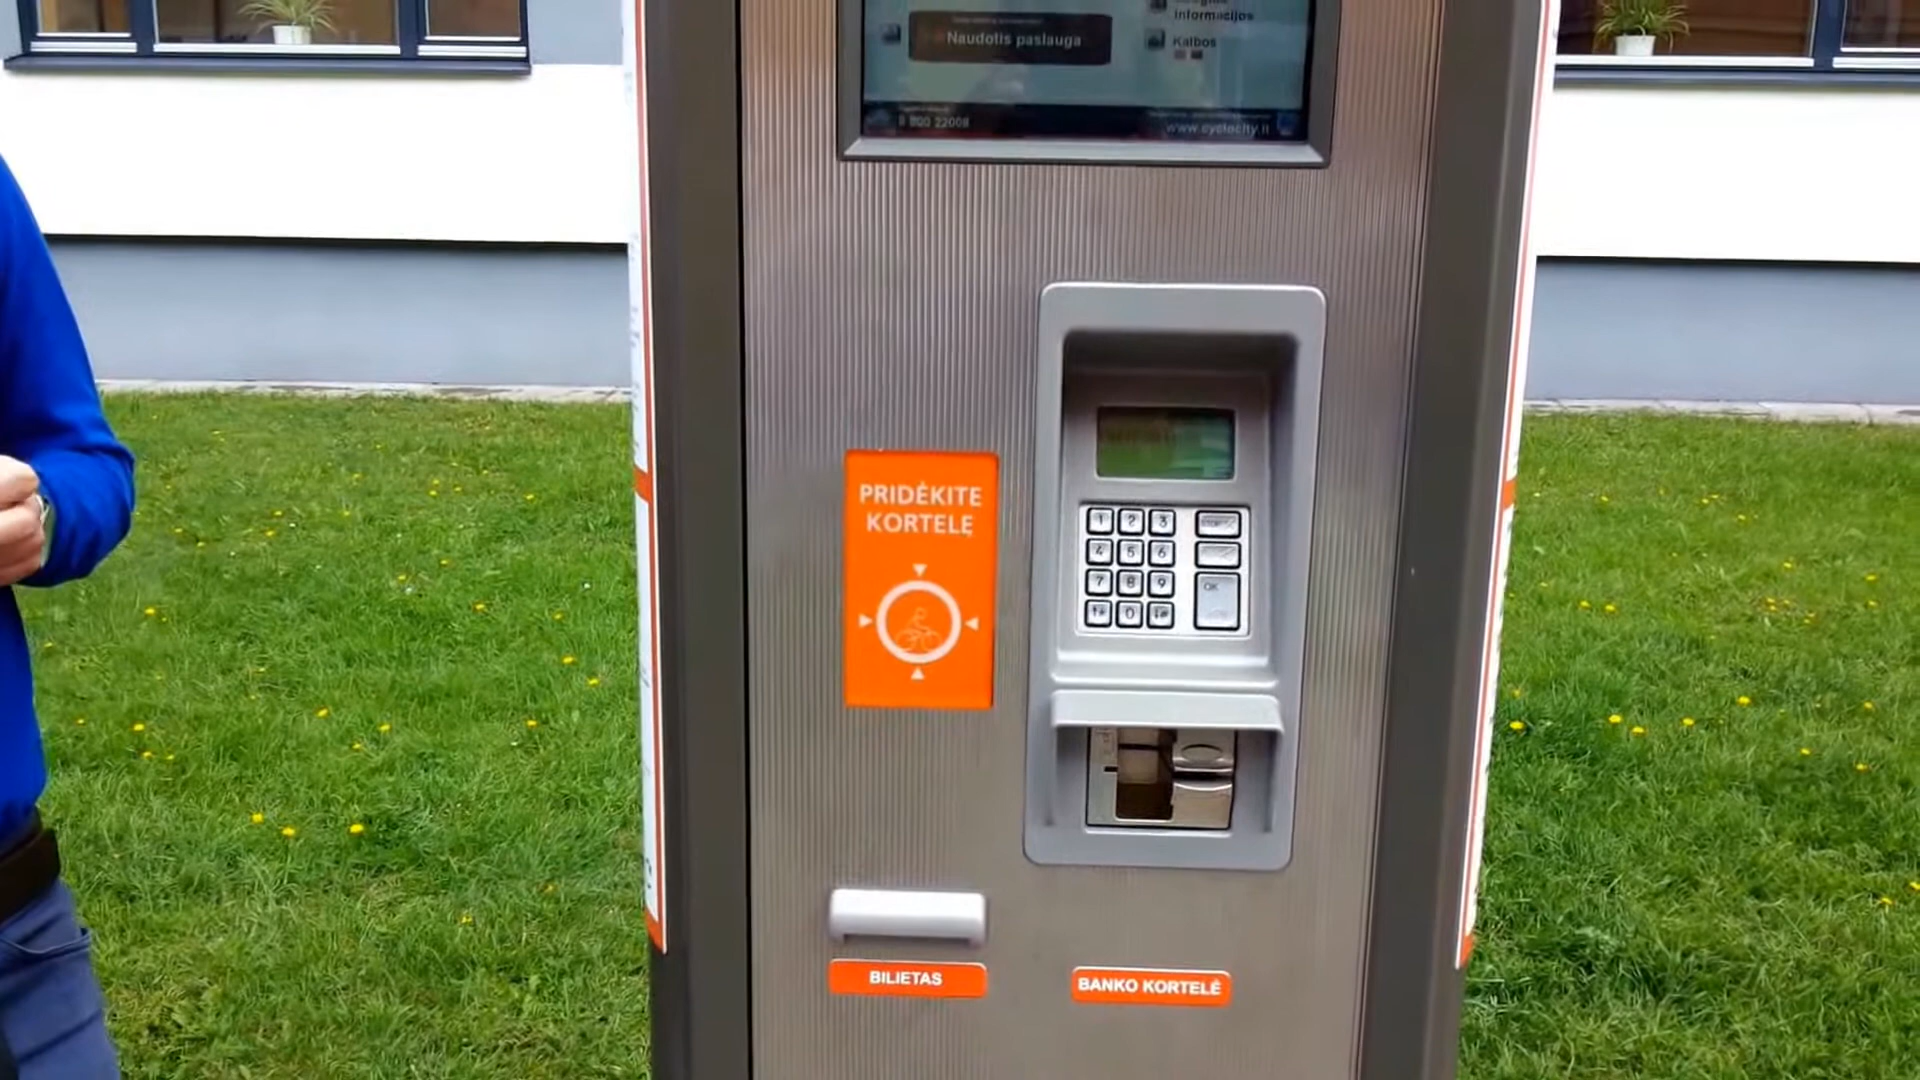 informacijos
Naudotis paslauga
Kalbos
8 800 22008
www.cyclocity.lt
PRIDĖKITE
KORTELĘ
1 2 3 STOP
4 5 6
7 8 9 OK
0
BILIETAS
BANKO KORTELĖ